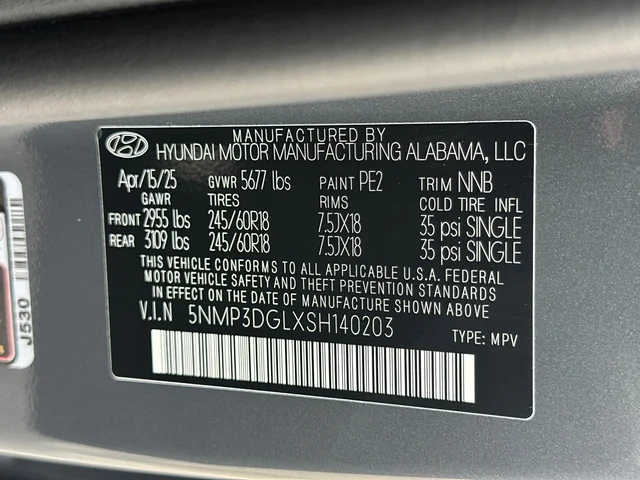 MANUFACTURED BY
HYUNDAI MOTOR MANUFACTURING ALABAMA, LLC
Apr/15/25 GVWR 5677 lbs PAINT PE2 TRIM NNB
GAWR TIRES RIMS COLD TIRE INFL
FRONT 2955 lbs 245/60R18 7.5JX18 35 psi SINGLE
REAR 3109 lbs 245/60R18 7.5JX18 35 psi SINGLE
THIS VEHICLE CONFORMS TO ALL APPLICABLE U.S.A. FEDERAL
MOTOR VEHICLE SAFETY AND THEFT PREVENTION STANDARDS
IN EFFECT ON THE DATE OF MANUFACTURE SHOWN ABOVE.
V.I.N 5NMP3DGLXSH140203
TYPE: MPV
J530